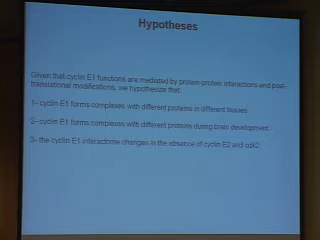 Hypotheses
Given that cyclin E1 functions are mediated by protein-protein interactions and post-
translational modifications, we hypothesize that:
1- cyclin E1 forms complexes with different proteins in different tissues.
2- cyclin E1 forms complexes with different proteins during brain development.
3- the cyclin E1 interactome changes in the absence of cyclin E2 and cdk2.